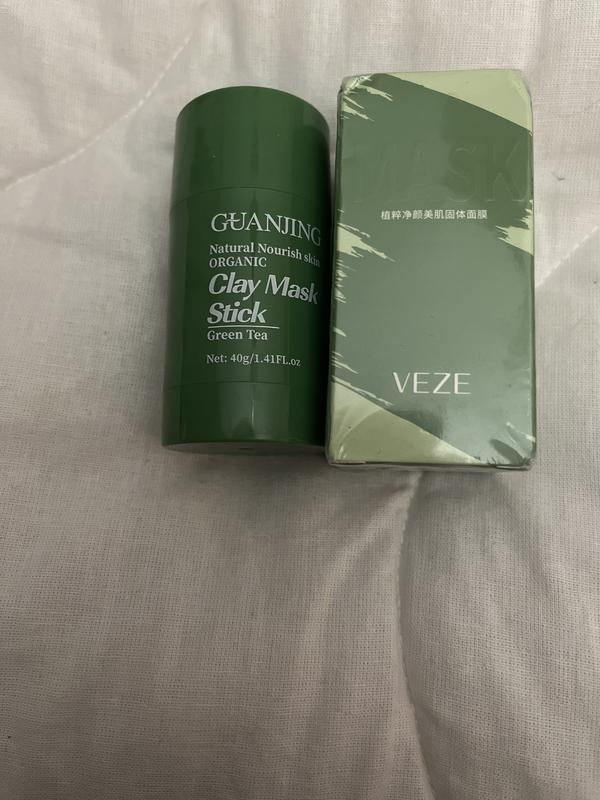 GUANJING
Natural Nourish skin
ORGANIC
Clay Mask
Stick
Green Tea
Net: 40g/1.41FL.oz
MASK
植粹净颜美肌固体面膜
VEZE